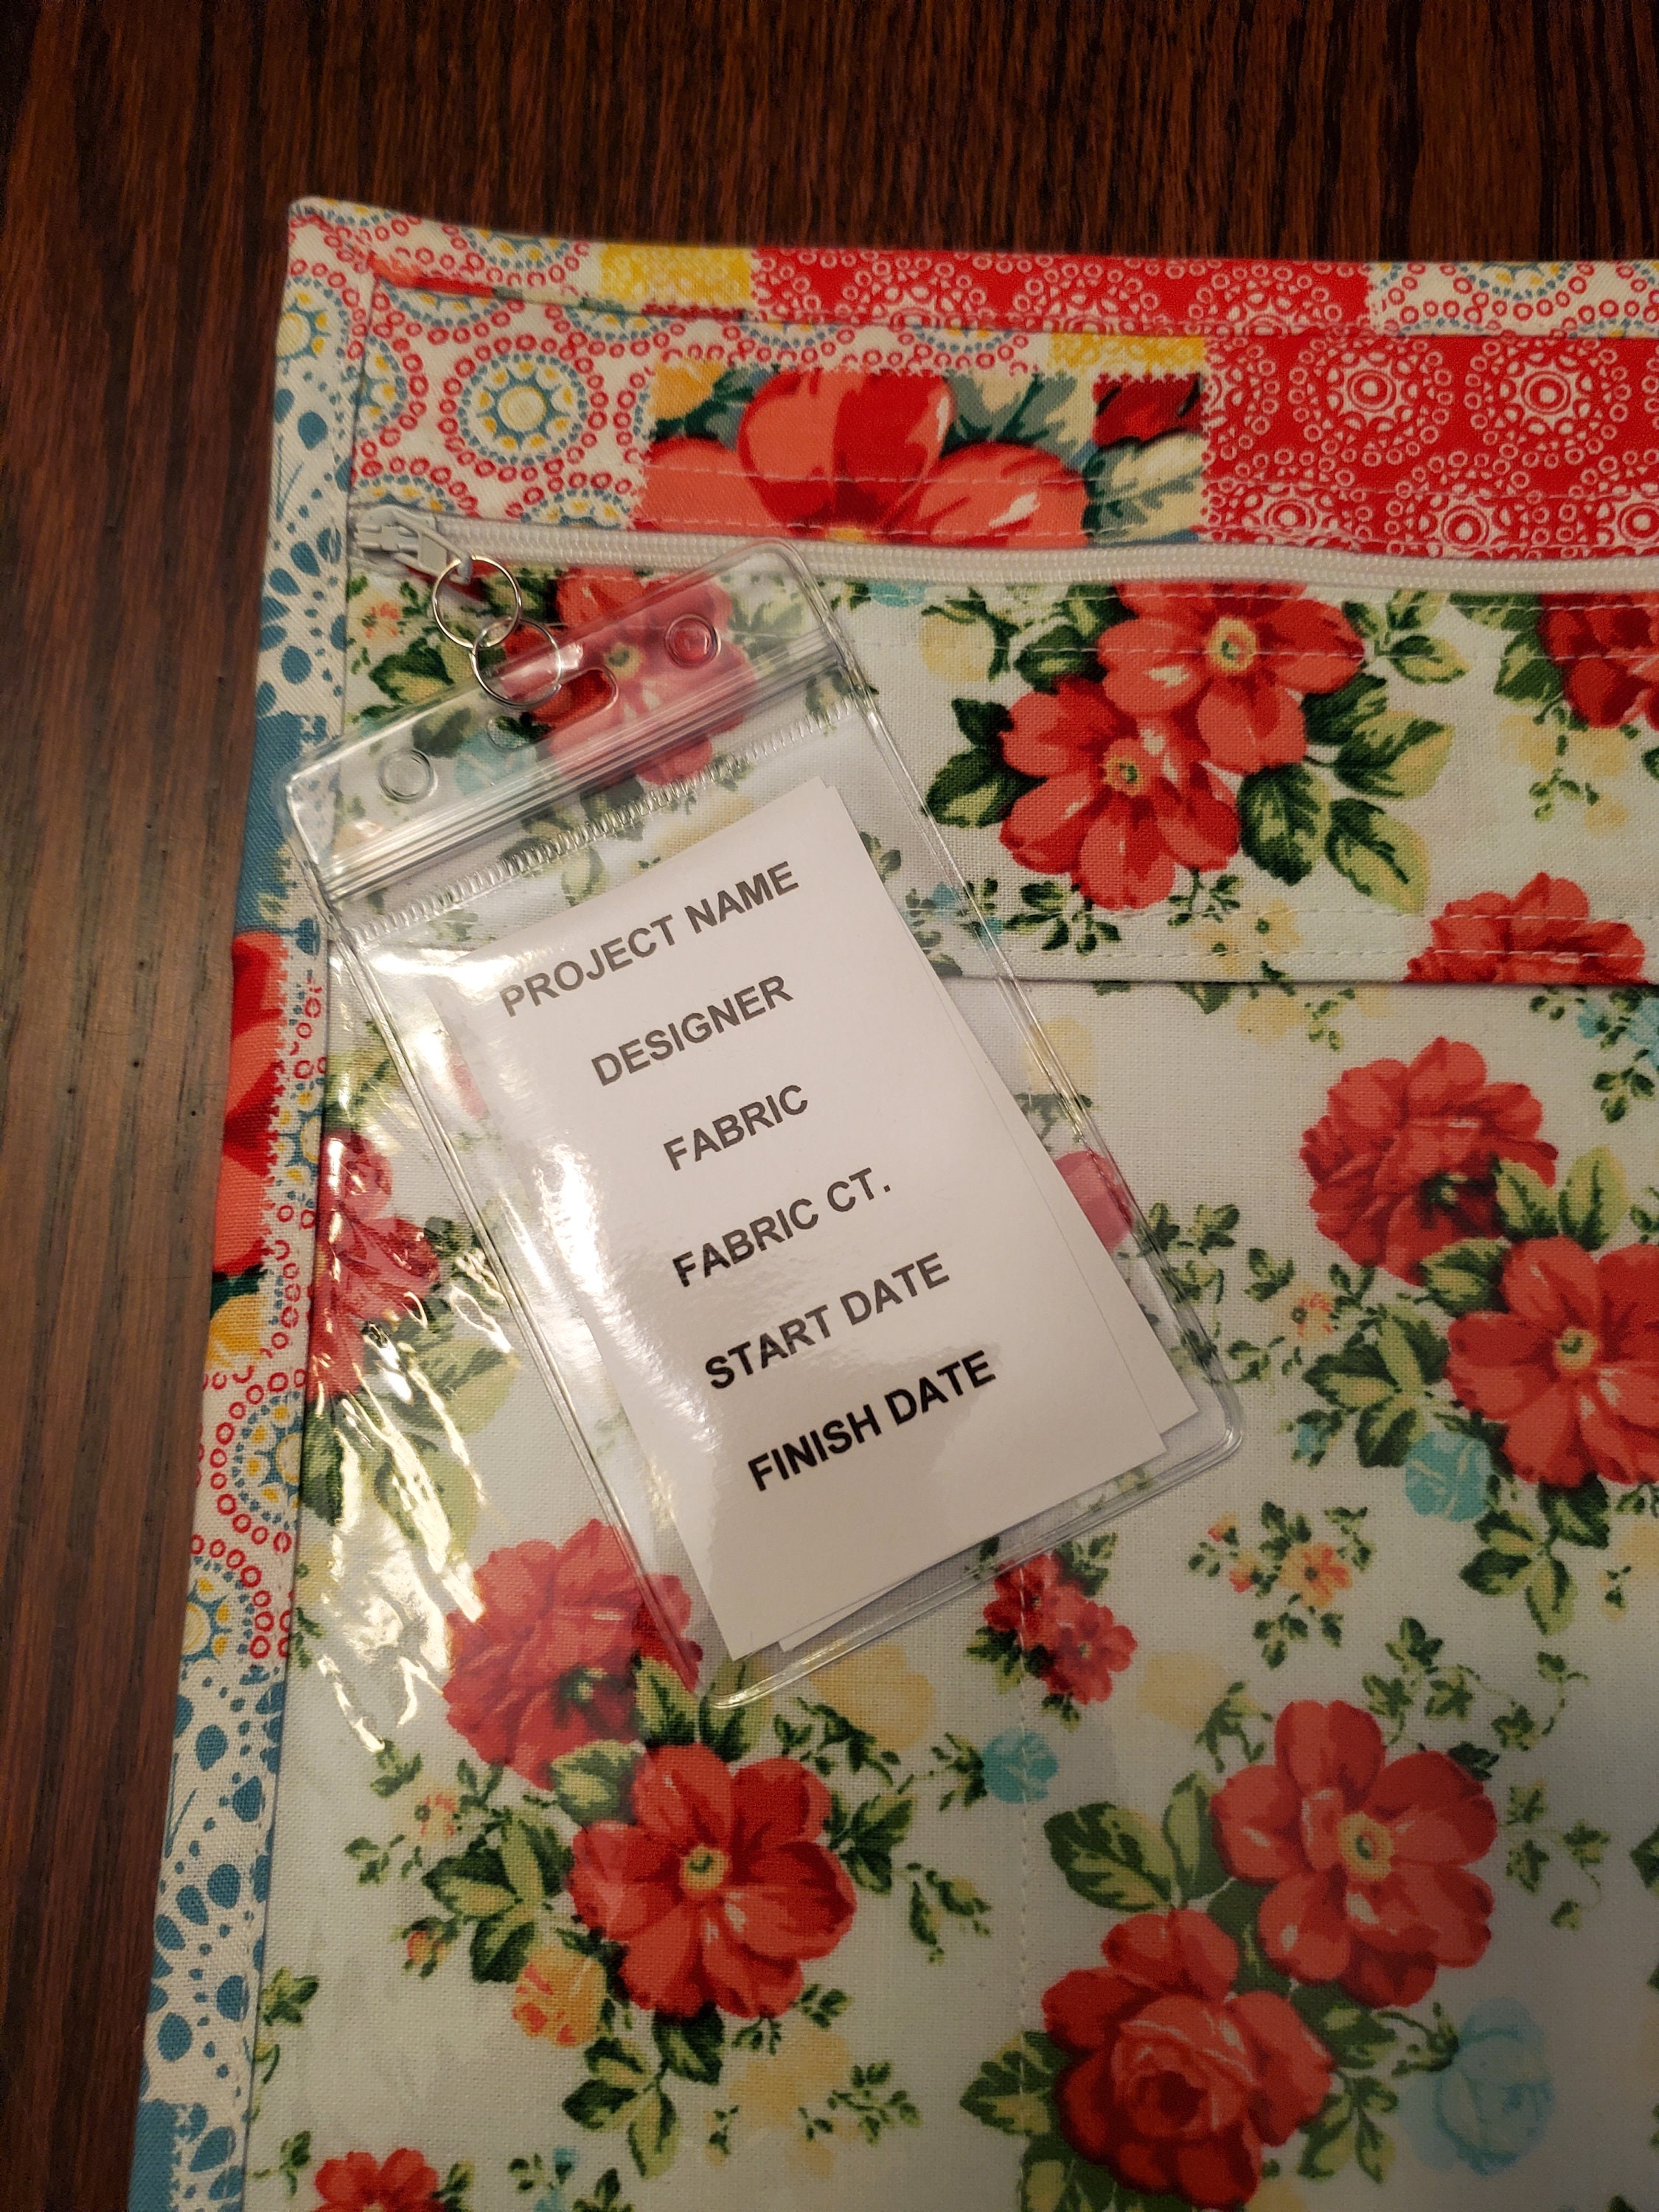 PROJECT NAME
DESIGNER
FABRIC
FABRIC CT.
START DATE
FINISH DATE